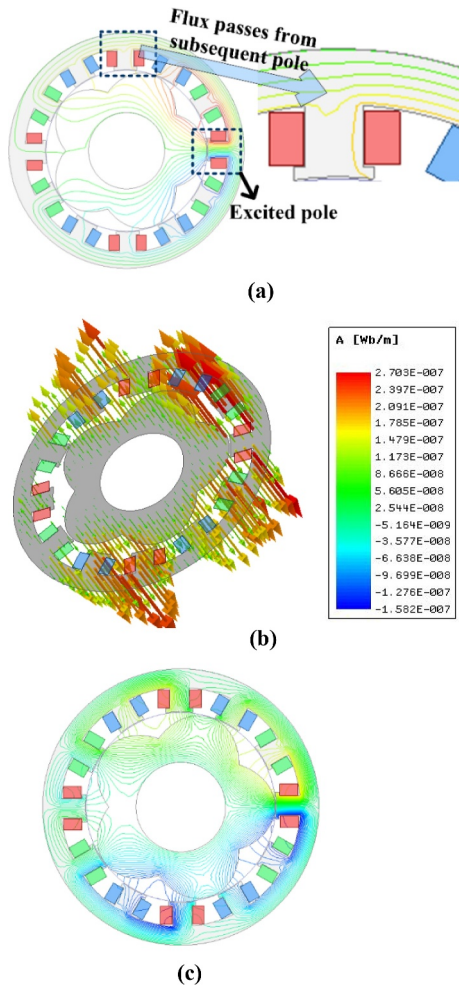 Flux passes from
subsequent pole
Excited pole
(a)
A [Wb/m]
2.703E-007
2.397E-007
2.091E-007
1.785E-007
1.479E-007
1.173E-007
8.666E-008
5.605E-008
2.544E-008
-5.164E-009
-3.577E-008
-6.638E-008
-9.699E-008
-1.276E-007
-1.582E-007
(b)
(c)